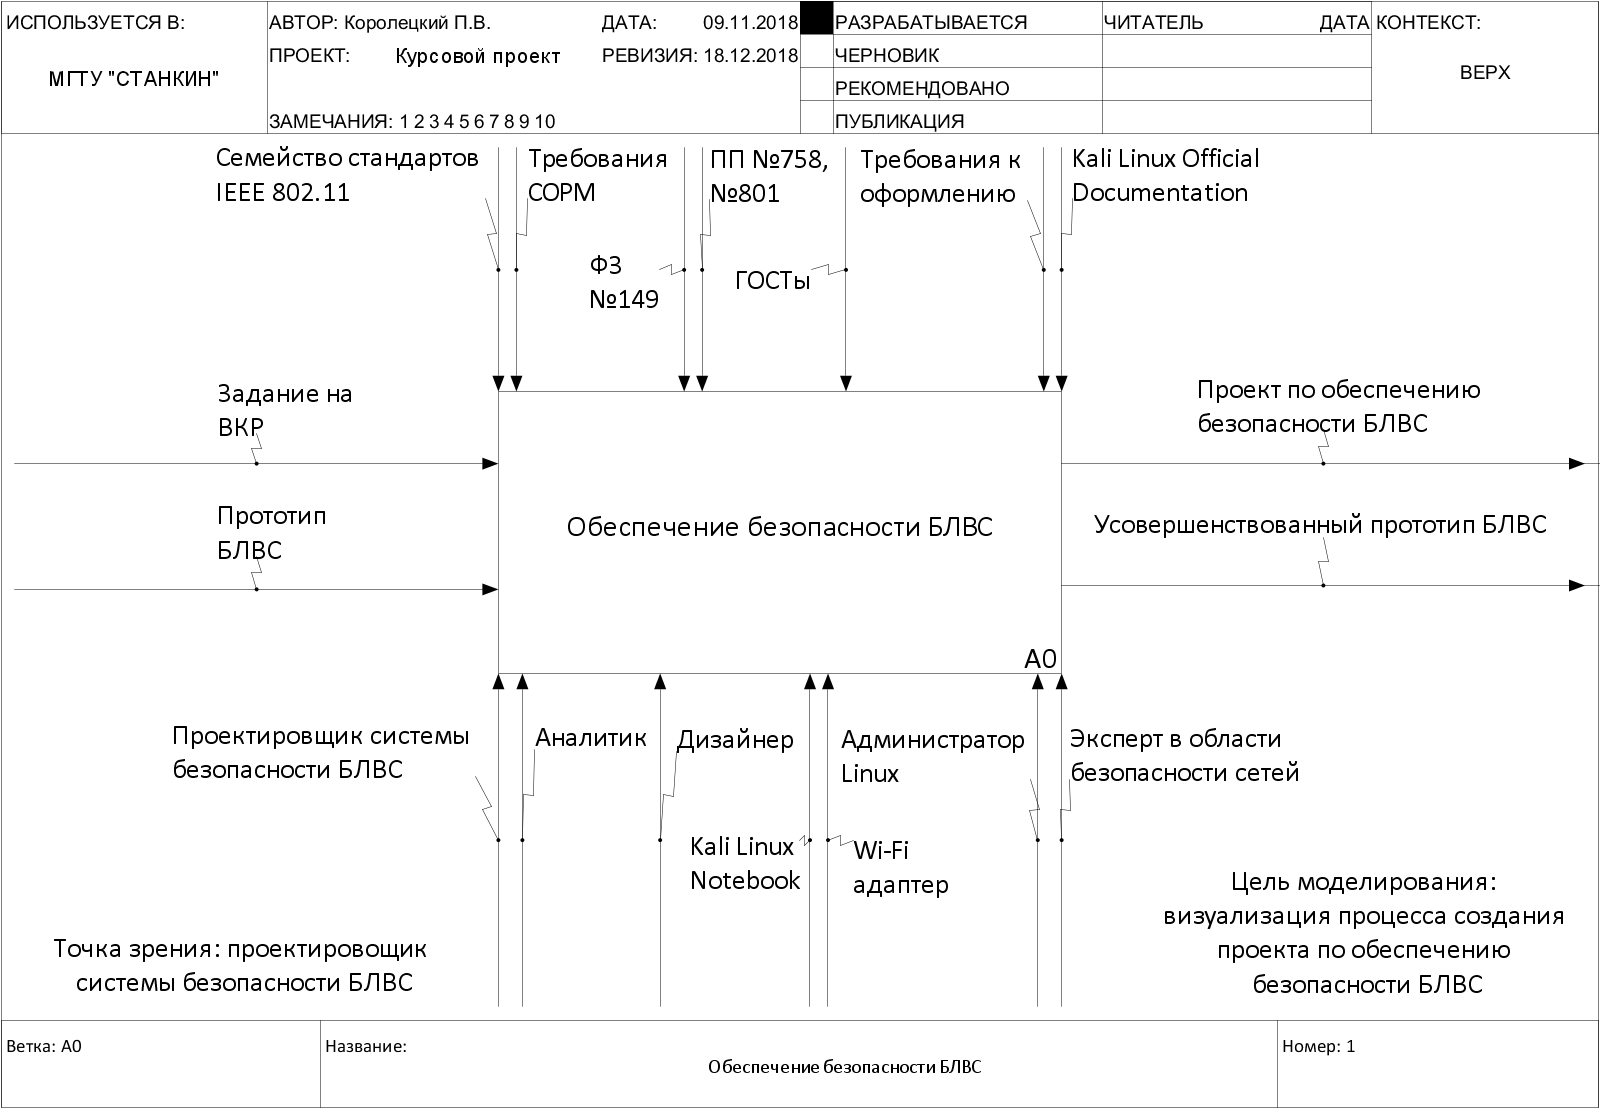 ИСПОЛЬЗУЕТСЯ В:
МГТУ "СТАНКИН"
АВТОР: Королецкий П.В.
ДАТА: 09.11.2018
ПРОЕКТ: Курсовой проект
РЕВИЗИЯ: 18.12.2018
ЗАМЕЧАНИЯ: 1 2 3 4 5 6 7 8 9 10
РАЗРАБАТЫВАЕТСЯ
ЧЕРНОВИК
РЕКОМЕНДОВАНО
ПУБЛИКАЦИЯ
ЧИТАТЕЛЬ
ДАТА
КОНТЕКСТ:
ВЕРХ
Семейство стандартов
IEEE 802.11
Требования
СОРМ
ФЗ
№149
ПП №758,
№801
ГОСТы
Требования к
оформлению
Kali Linux Official
Documentation
Задание на
ВКР
Прототип
БЛВС
Обеспечение безопасности БЛВС
A0
Проект по обеспечению
безопасности БЛВС
Усовершенствованный прототип БЛВС
Проектировщик системы
безопасности БЛВС
Аналитик
Дизайнер
Kali Linux
Notebook
Wi-Fi
адаптер
Администратор
Linux
Эксперт в области
безопасности сетей
Точка зрения: проектировощик
системы безопасности БЛВС
Цель моделирования:
визуализация процесса создания
проекта по обеспечению
безопасности БЛВС
Ветка: A0
Название:
Обеспечение безопасности БЛВС
Номер: 1